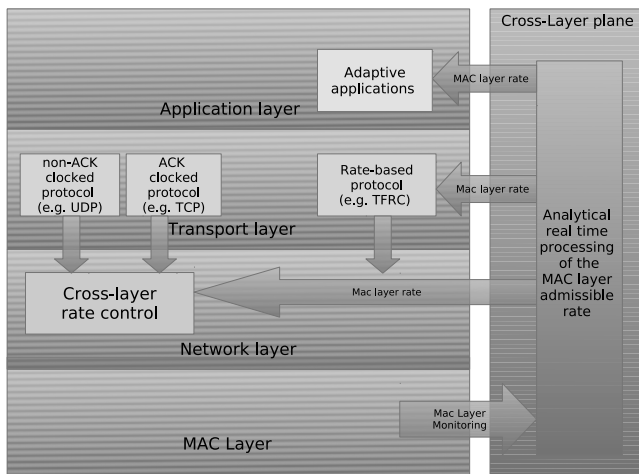 Cross-Layer plane
Adaptive
applications
MAC layer rate
Application layer
non-ACK
clocked
protocol
(e.g. UDP)
ACK
clocked
protocol
(e.g. TCP)
Rate-based
protocol
(e.g. TFRC)
Mac layer rate
Transport layer
Analytical
real time
processing
of the
MAC layer
admissible
rate
Cross-layer
rate control
Mac layer rate
Network layer
Mac Layer
Monitoring
MAC Layer